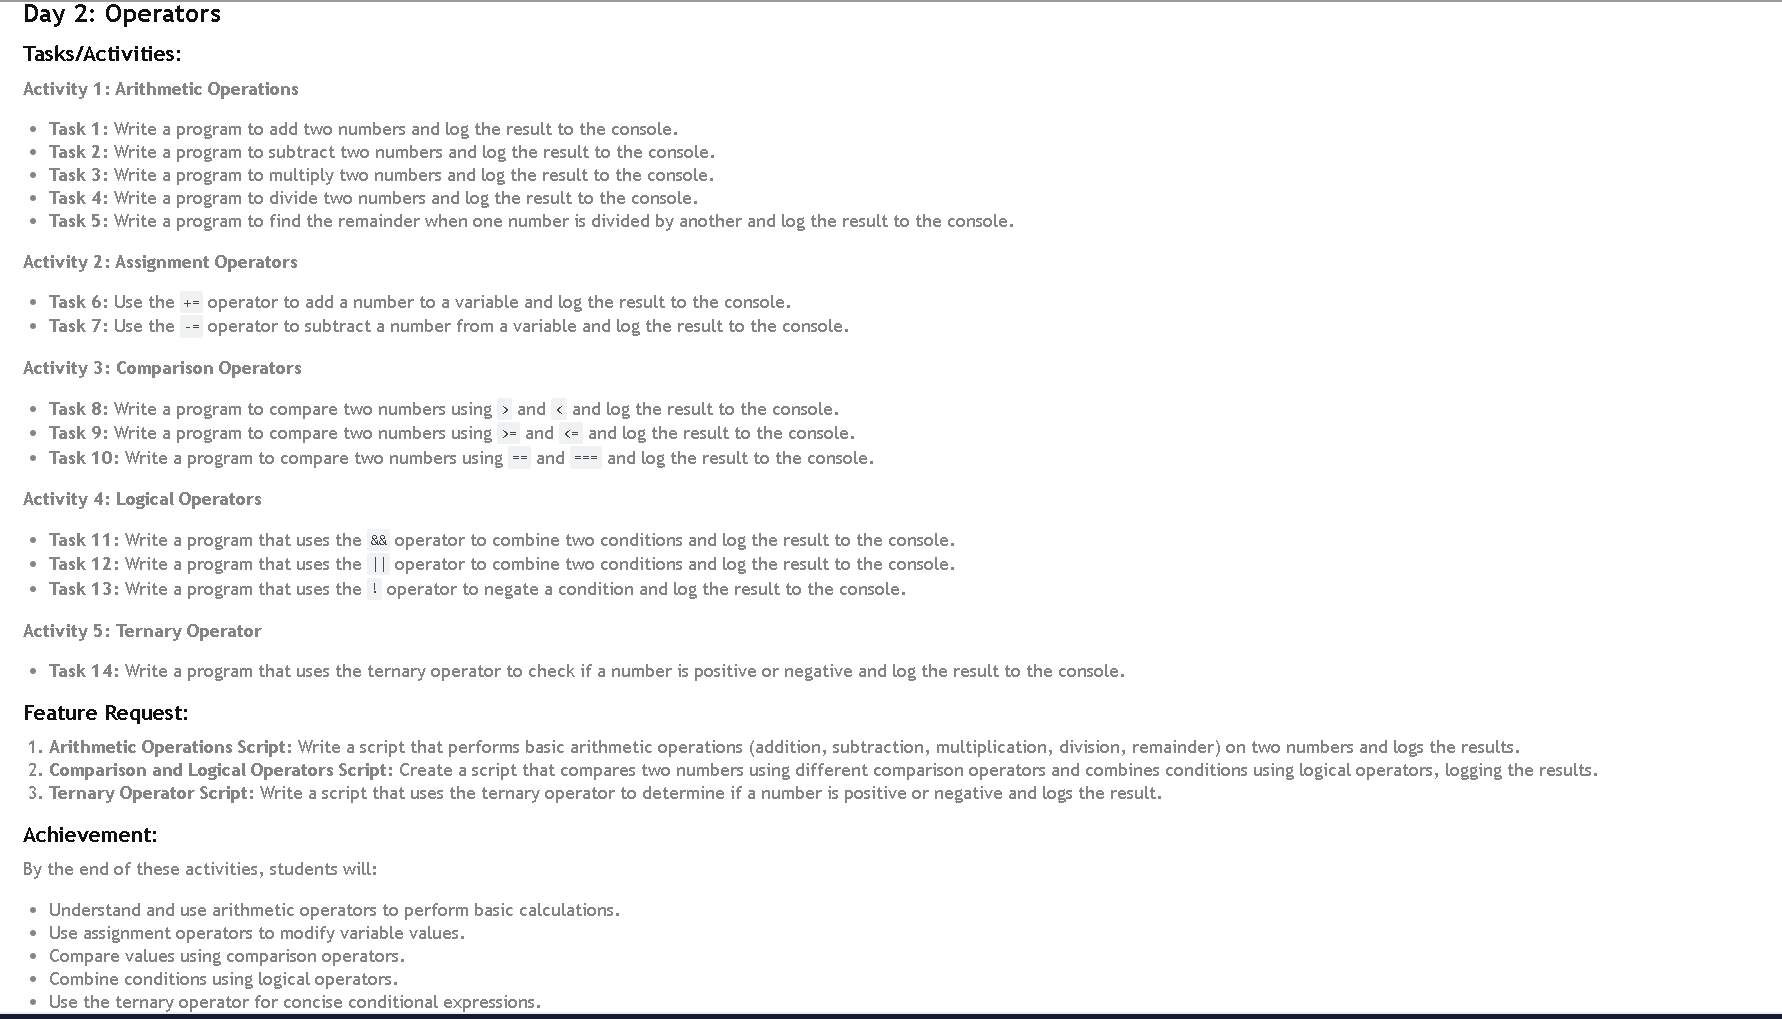 Day 2: Operators
Tasks/Activities:
Activity 1: Arithmetic Operations
• Task 1: Write a program to add two numbers and log the result to the console.
• Task 2: Write a program to subtract two numbers and log the result to the console.
• Task 3: Write a program to multiply two numbers and log the result to the console.
• Task 4: Write a program to divide two numbers and log the result to the console.
• Task 5: Write a program to find the remainder when one number is divided by another and log the result to the console.
Activity 2: Assignment Operators
• Task 6: Use the += operator to add a number to a variable and log the result to the console.
• Task 7: Use the -= operator to subtract a number from a variable and log the result to the console.
Activity 3: Comparison Operators
• Task 8: Write a program to compare two numbers using > and < and log the result to the console.
• Task 9: Write a program to compare two numbers using >= and <= and log the result to the console.
• Task 10: Write a program to compare two numbers using == and === and log the result to the console.
Activity 4: Logical Operators
• Task 11: Write a program that uses the && operator to combine two conditions and log the result to the console.
• Task 12: Write a program that uses the || operator to combine two conditions and log the result to the console.
• Task 13: Write a program that uses the ! operator to negate a condition and log the result to the console.
Activity 5: Ternary Operator
• Task 14: Write a program that uses the ternary operator to check if a number is positive or negative and log the result to the console.
Feature Request:
1. Arithmetic Operations Script: Write a script that performs basic arithmetic operations (addition, subtraction, multiplication, division, remainder) on two numbers and logs the results.
2. Comparison and Logical Operators Script: Create a script that compares two numbers using different comparison operators and combines conditions using logical operators, logging the results.
3. Ternary Operator Script: Write a script that uses the ternary operator to determine if a number is positive or negative and logs the result.
Achievement:
By the end of these activities, students will:
• Understand and use arithmetic operators to perform basic calculations.
• Use assignment operators to modify variable values.
• Compare values using comparison operators.
• Combine conditions using logical operators.
• Use the ternary operator for concise conditional expressions.